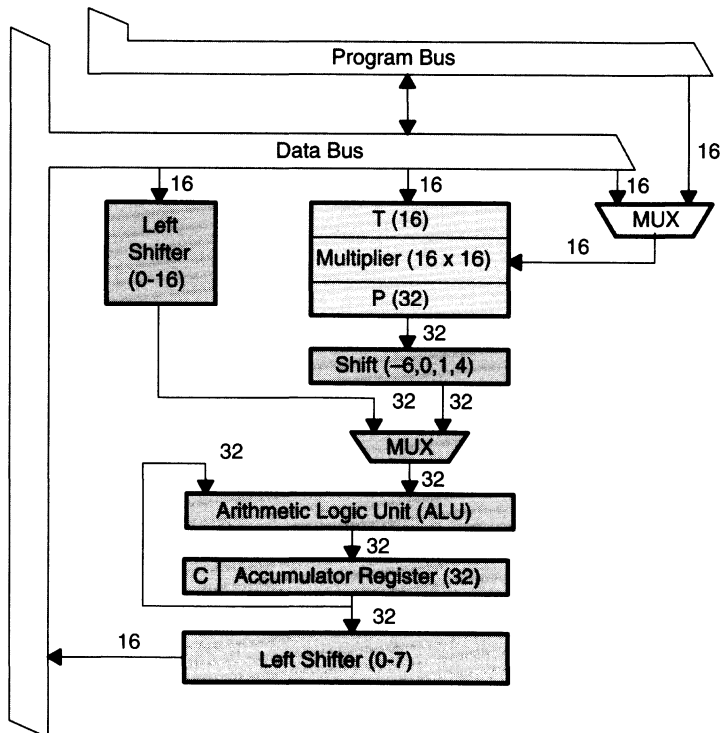 Program Bus
Data Bus
16
16
16
16
16
Left
Shifter
(0-16)
T (16)
Multiplier (16 x 16)
P (32)
MUX
32
Shift (–6,0,1,4)
32
32
MUX
32
32
Arithmetic Logic Unit (ALU)
32
C
Accumulator Register (32)
32
16
Left Shifter (0-7)